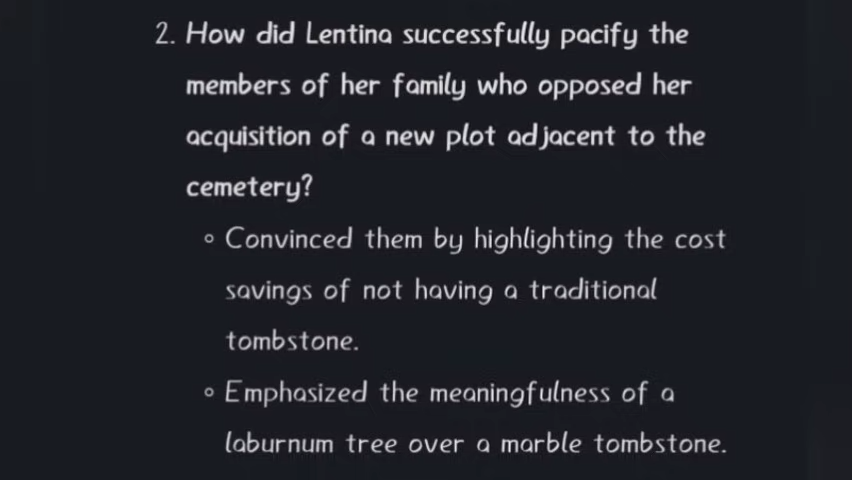 2. How did Lentina successfully pacify the
members of her family who opposed her
acquisition of a new plot adjacent to the
cemetery?
◦ Convinced them by highlighting the cost
savings of not having a traditional
tombstone.
◦ Emphasized the meaningfulness of a
laburnum tree over a marble tombstone.